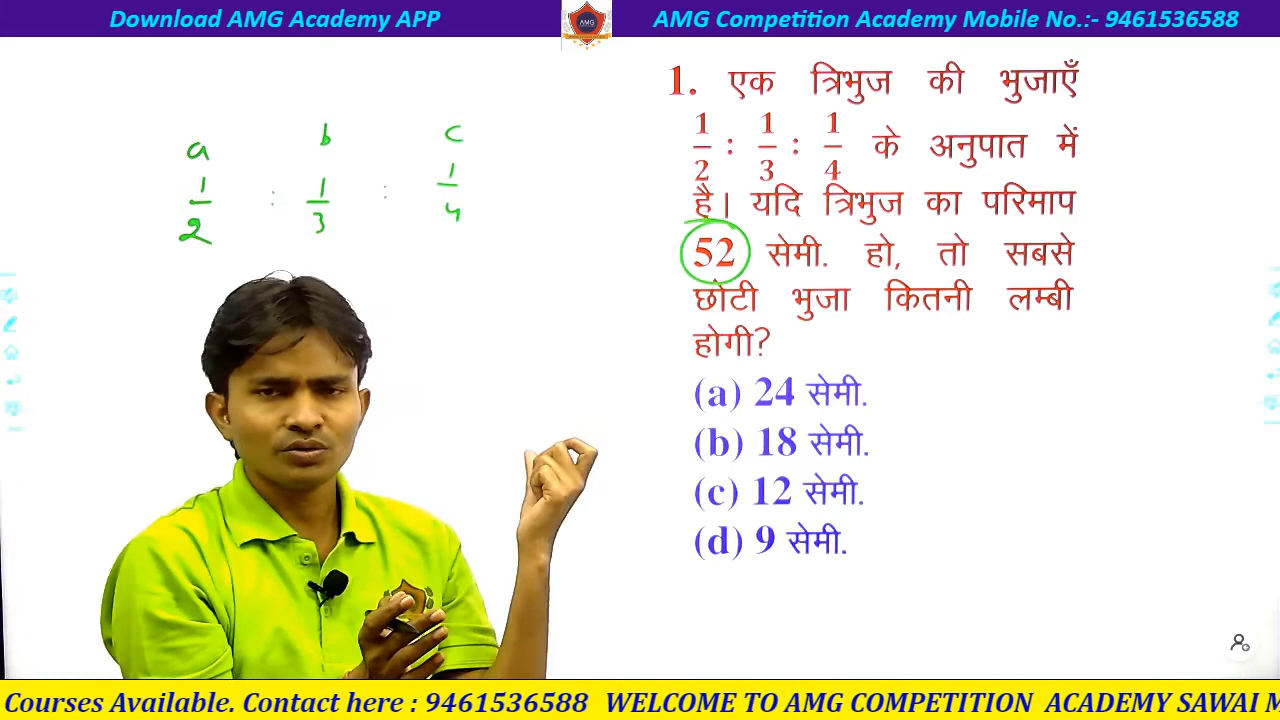 Download AMG Academy APP
AMG
AMG Competition Academy Mobile No.:- 9461536588
a b c
1/2 : 1/3 : 1/4
1. एक त्रिभुज की भुजाएँ
1/2 : 1/3 : 1/4 के अनुपात में
है। यदि त्रिभुज का परिमाप
52 सेमी. हो, तो सबसे
छोटी भुजा कितनी लम्बी
होगी?
(a) 24 सेमी.
(b) 18 सेमी.
(c) 12 सेमी.
(d) 9 सेमी.
Courses Available. Contact here : 9461536588 WELCOME TO AMG COMPETITION ACADEMY SAWAI M